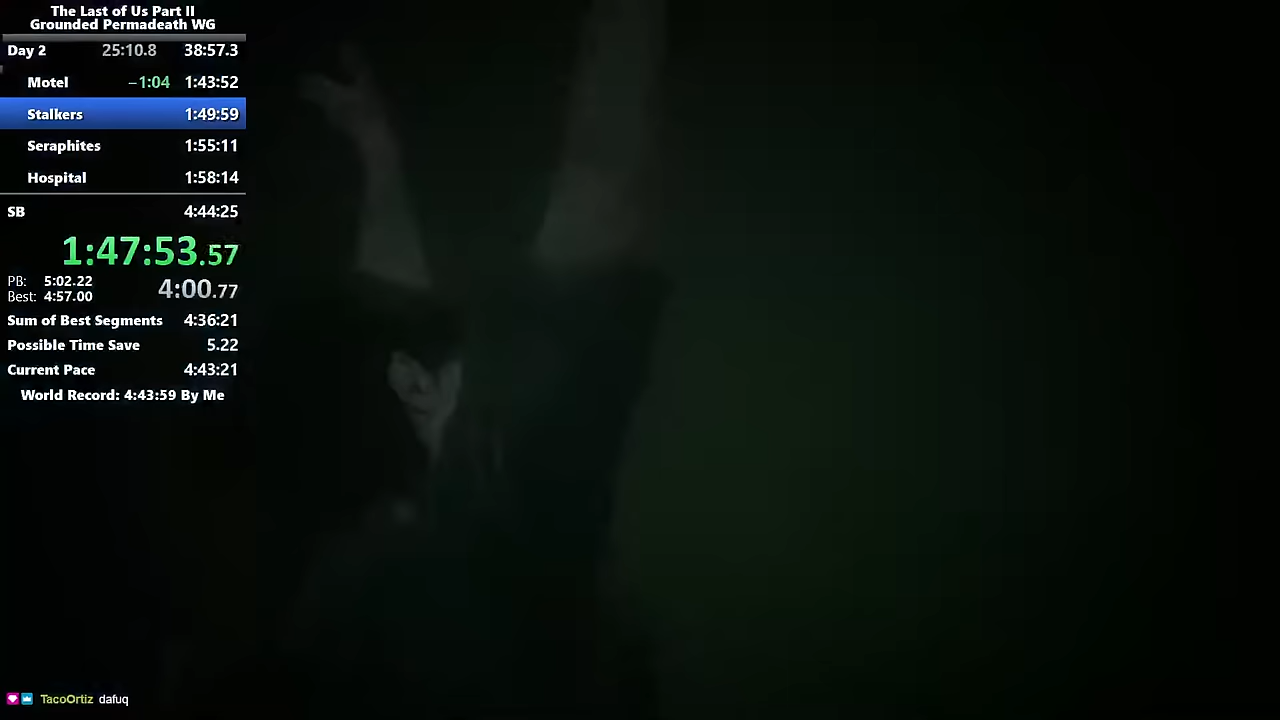 The Last of Us Part II
Grounded Permadeath WG
Day 2 25:10.8 38:57.3
Motel −1:04 1:43:52
Stalkers 1:49:59
Seraphites 1:55:11
Hospital 1:58:14
SB 4:44:25
1:47:53.57
PB: 5:02.22
Best: 4:57.00
4:00.77
Sum of Best Segments 4:36:21
Possible Time Save 5.22
Current Pace 4:43:21
World Record: 4:43:59 By Me
TacoOrtiz dafuq